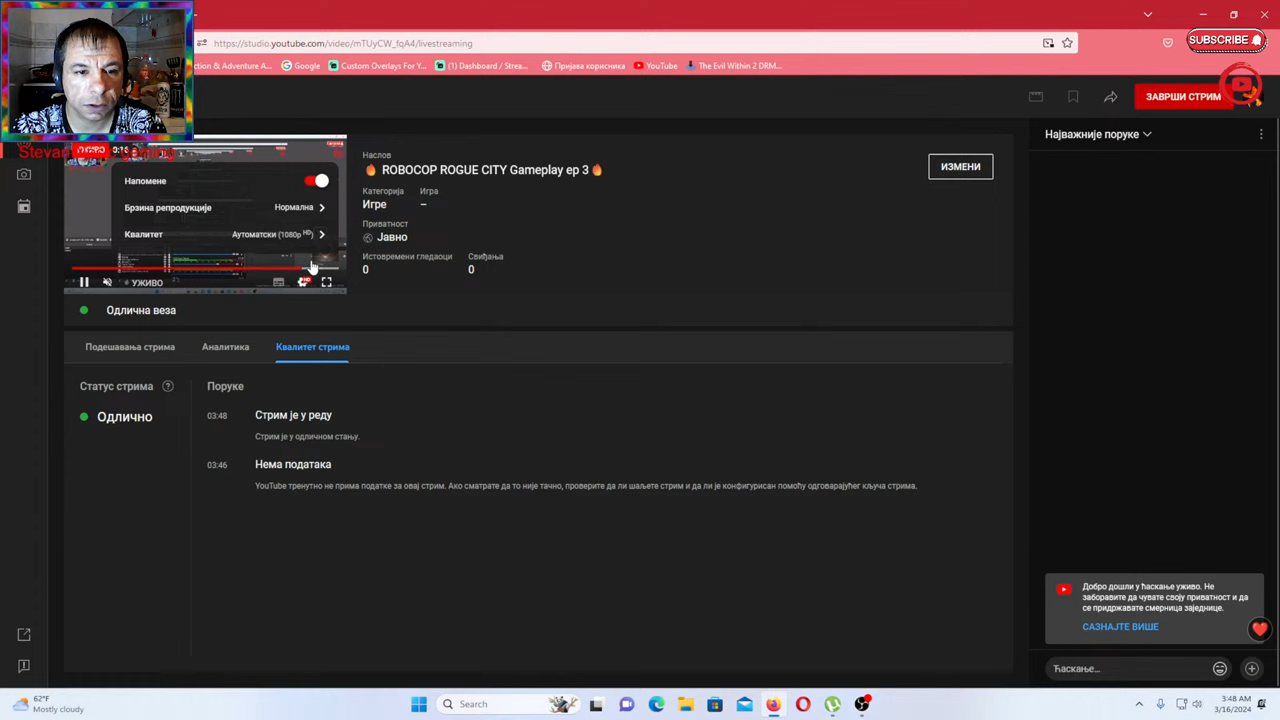 https://studio.youtube.com/video/mTUyCW_fqA4/livestreaming
SUBSCRIBE
ction & Adventure A...
Google
Custom Overlays For Y...
(1) Dashboard / Strea...
Пријава корисника
YouTube
The Evil Within 2 DRM...
ЗАВРШИ СТРИМ
Најважније поруке
УЖИВО 0:16
Напомене
Брзина репродукције Нормална
Квалитет Аутоматски (1080p HD)
УЖИВО
Наслов
🔥 ROBOCOP ROGUE CITY Gameplay ep 3 🔥
ИЗМЕНИ
Категорија Игра
Игре –
Приватност
Јавно
Истовремени гледаоци Свиђања
0 0
Одлична веза
Подешавања стрима Аналитика Квалитет стрима
Статус стрима
Одлично
Поруке
03:48 Стрим је у реду
Стрим је у одличном стању.
03:46 Нема података
YouTube тренутно не прима податке за овај стрим. Ако сматрате да то није тачно, проверите да ли шаљете стрим и да ли је конфигурисан помоћу одговарајућег кључа стрима.
Добро дошли у ћаскање уживо. Не
заборавите да чувате своју приватност и да
се придржавате смерница заједнице.
САЗНАЈТЕ ВИШЕ
Ћаскање...
62°F
Mostly cloudy
Search
3:48 AM
3/16/2024